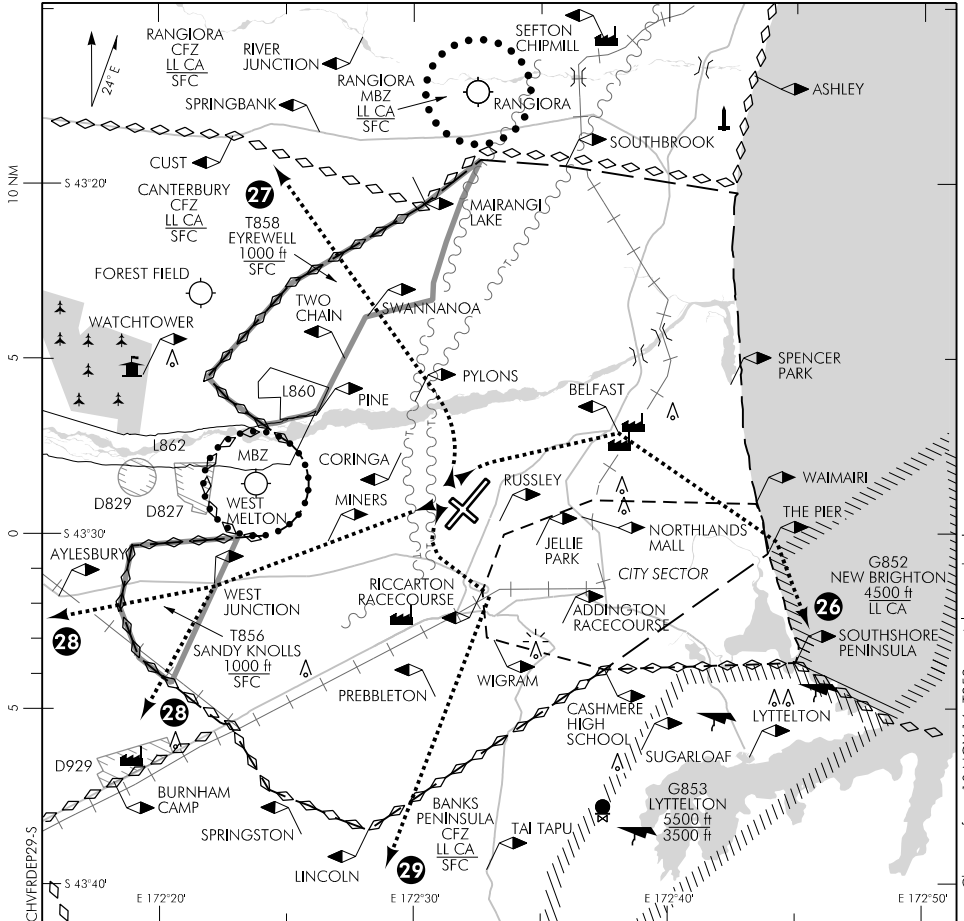 RANGIORA
CFZ
LL CA
SFC
24°E
RIVER
JUNCTION
SPRINGBANK
RANGIORA
MBZ
LL CA
SFC
SEFTON
CHIPMILL
RANGIORA
ASHLEY
SOUTHBROOK
CUST
10 NM
S 43°20'
CANTERBURY
CFZ
LL CA
SFC
27
T858
EYREWELL
1000 ft
SFC
MAIRANGI
LAKE
FOREST FIELD
TWO
CHAIN
SWANNANOA
WATCHTOWER
5
L860
PINE
PYLONS
SPENCER
PARK
BELFAST
L862
MBZ
CORINGA
RUSSLEY
WAIMAIRI
D829
D827
WEST
MELTON
MINERS
THE PIER
0
S 43°30'
AYLESBURY
JELLIE
PARK
NORTHLANDS
MALL
G852
NEW BRIGHTON
4500 ft
LL CA
CITY SECTOR
WEST
JUNCTION
RICCARTON
RACECOURSE
ADDINGTON
RACECOURSE
26
28
T856
SANDY KNOLLS
1000 ft
SFC
SOUTHSHORE
PENINSULA
PREBBLETON
WIGRAM
5
28
CASHMERE
HIGH
SCHOOL
LYTTELTON
SUGARLOAF
D929
BURNHAM
CAMP
SPRINGSTON
BANKS
PENINSULA
CFZ
LL CA
SFC
TAI TAPU
G853
LYTTELTON
5500 ft
3500 ft
LINCOLN
29
CHVFRDEP29-S
S 43°40'
E 172°20'
E 172°30'
E 172°40'
E 172°50'